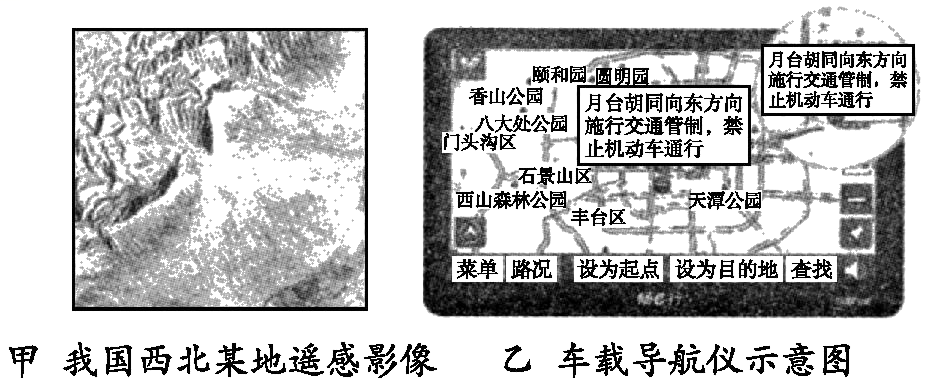 月台胡同向东方向
施行交通管制，禁
止机动车通行
颐和园 圆明园
香山公园
月台胡同向东方向
施行交通管制，禁
止机动车通行
八大处公园
门头沟区
石景山区
西山森林公园
天潭公园
丰台区
菜单 路况 设为起点 设为目的地 查找
甲 我国西北某地遥感影像
乙 车载导航仪示意图